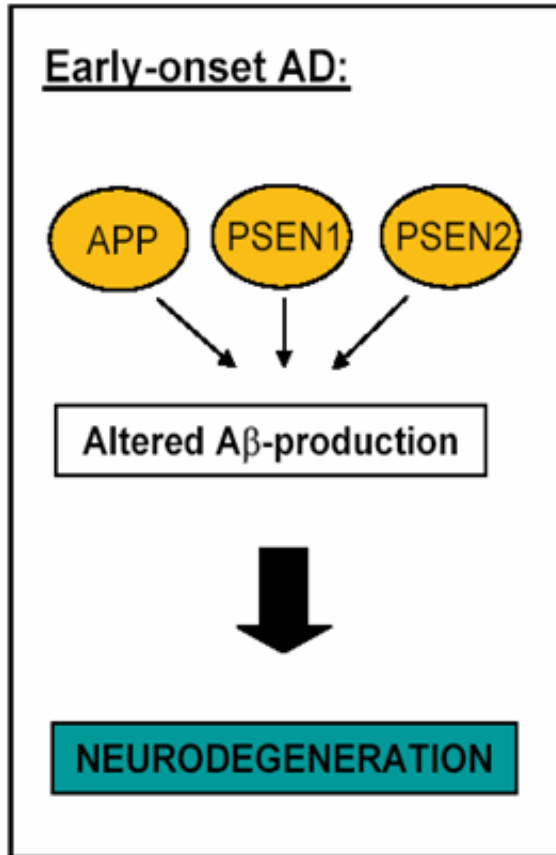 Early-onset AD:
APP PSEN1 PSEN2
Altered Aβ-production
NEURODEGENERATION